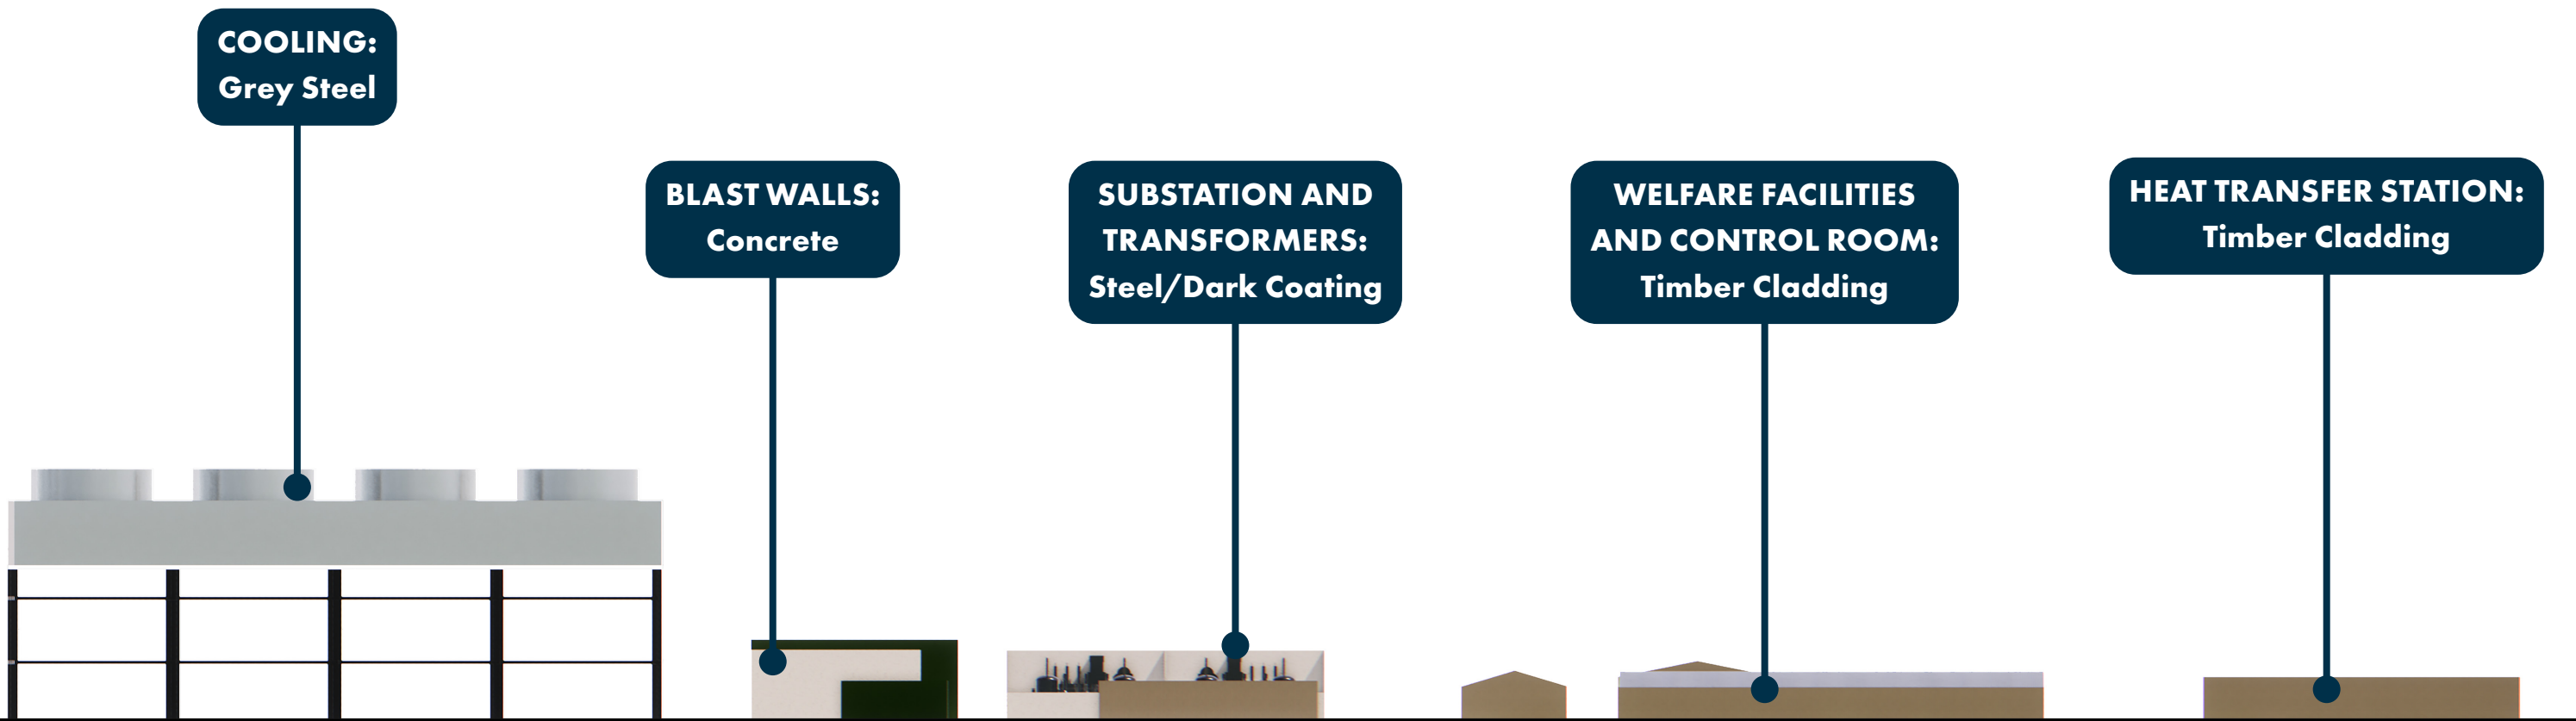 COOLING:
Grey Steel
BLAST WALLS:
Concrete
SUBSTATION AND
TRANSFORMERS:
Steel/Dark Coating
WELFARE FACILITIES
AND CONTROL ROOM:
Timber Cladding
HEAT TRANSFER STATION:
Timber Cladding